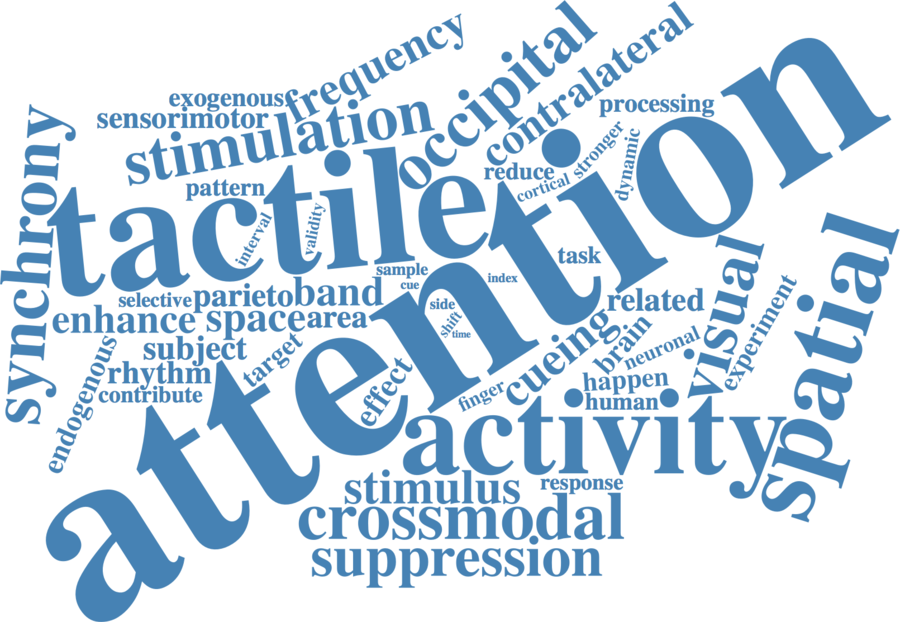 frequency
occipital
contralateral
exogenous
sensorimotor
stimulation
processing
attention
tactile
synchrony
pattern
reduce
cortical
stronger
dynamic
interval
validity
task
sample
cue
index
selective
parieto
band
side
shift
time
related
visual
spatial
enhance
space
area
subject
target
rhythm
contribute
endogenous
effect
finger
cueing
brain
neuronal
experiment
happen
human
activity
stimulus
response
crossmodal
suppression